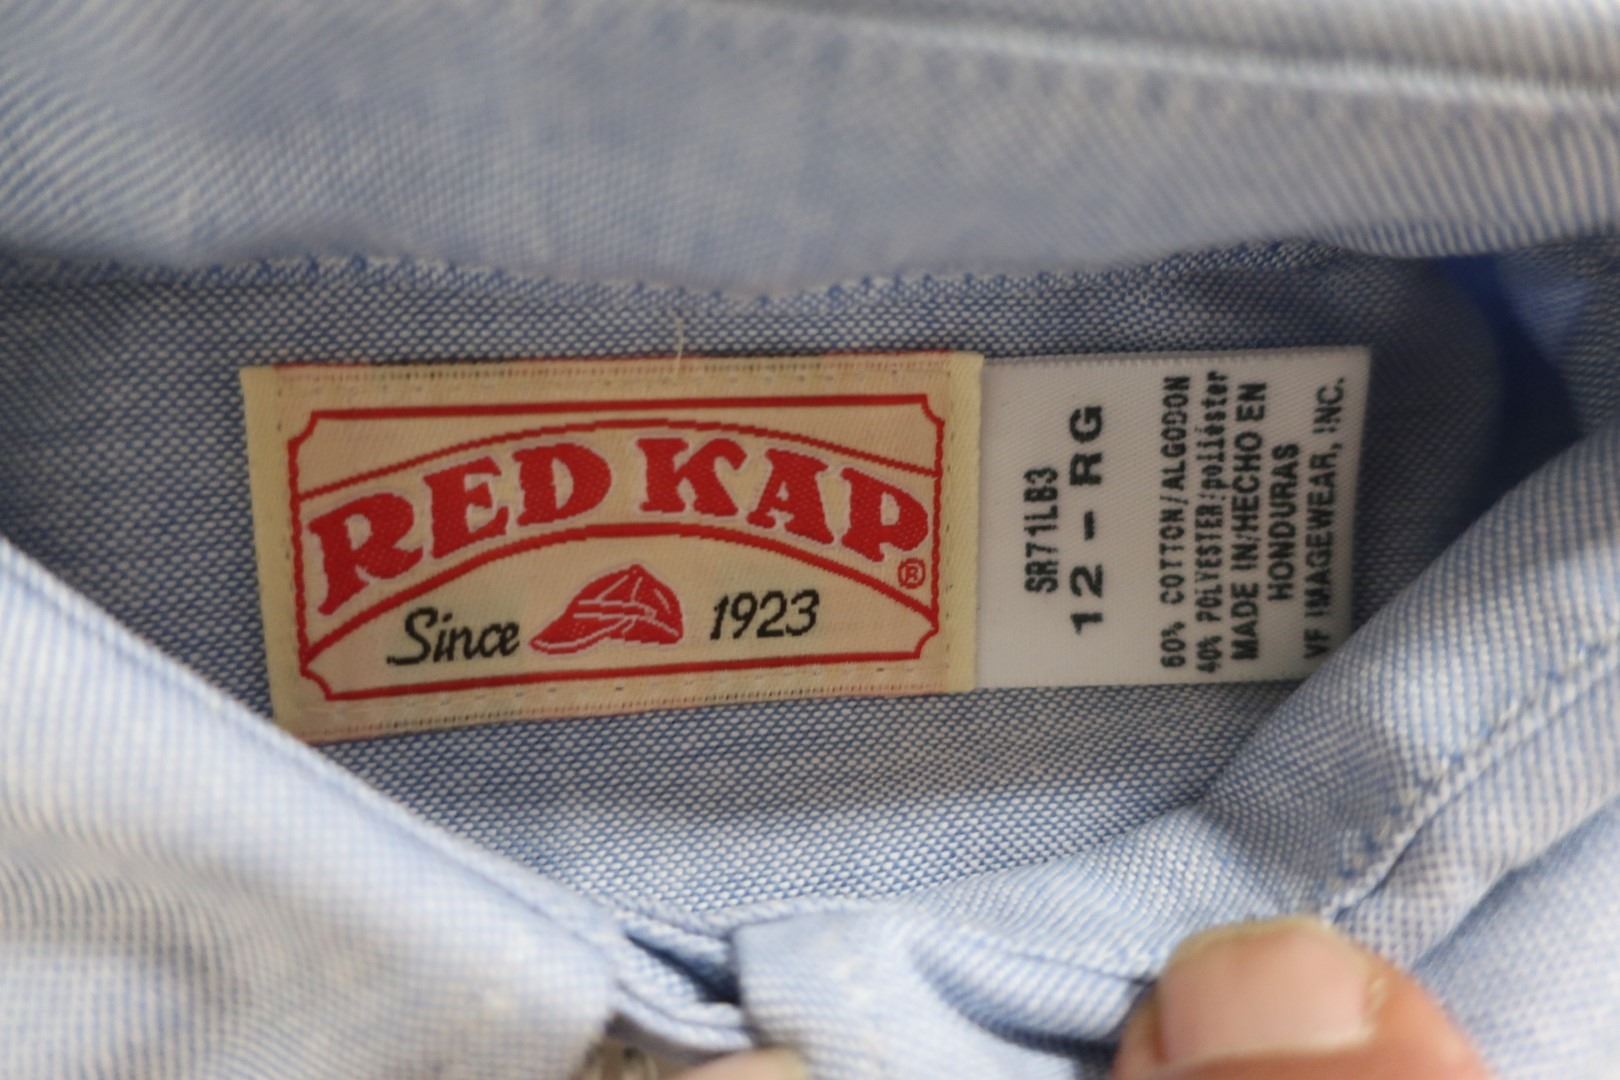 RED KAP®
Since 1923
SR71LB3
12 - RG
60% COTTON/ALGODON
40% POLYESTER/poliéster
MADE IN/HECHO EN
HONDURAS
VF IMAGEWEAR, INC.